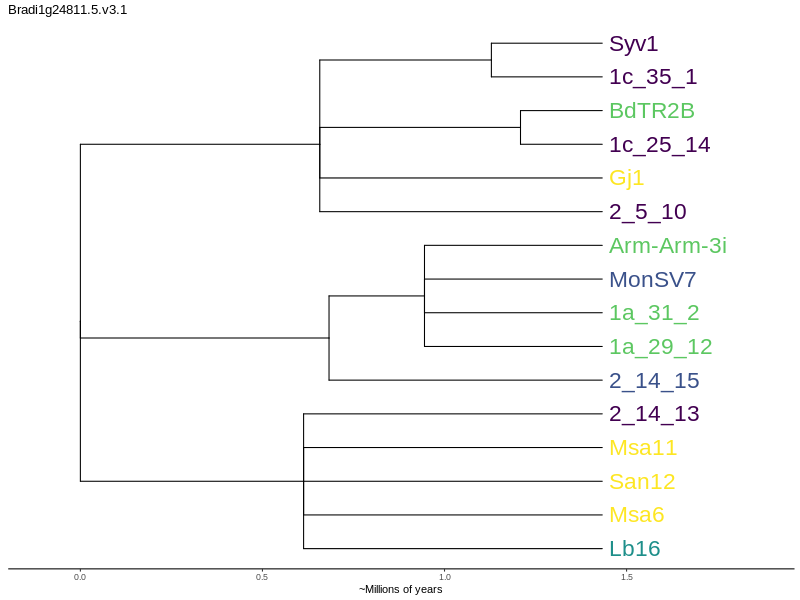 Bradi1g24811.5.v3.1
Syv1
1c_35_1
BdTR2B
1c_25_14
Gj1
2_5_10
Arm-Arm-3i
MonSV7
1a_31_2
1a_29_12
2_14_15
2_14_13
Msa11
San12
Msa6
Lb16
0.0 0.5 1.0 1.5
~Millions of years